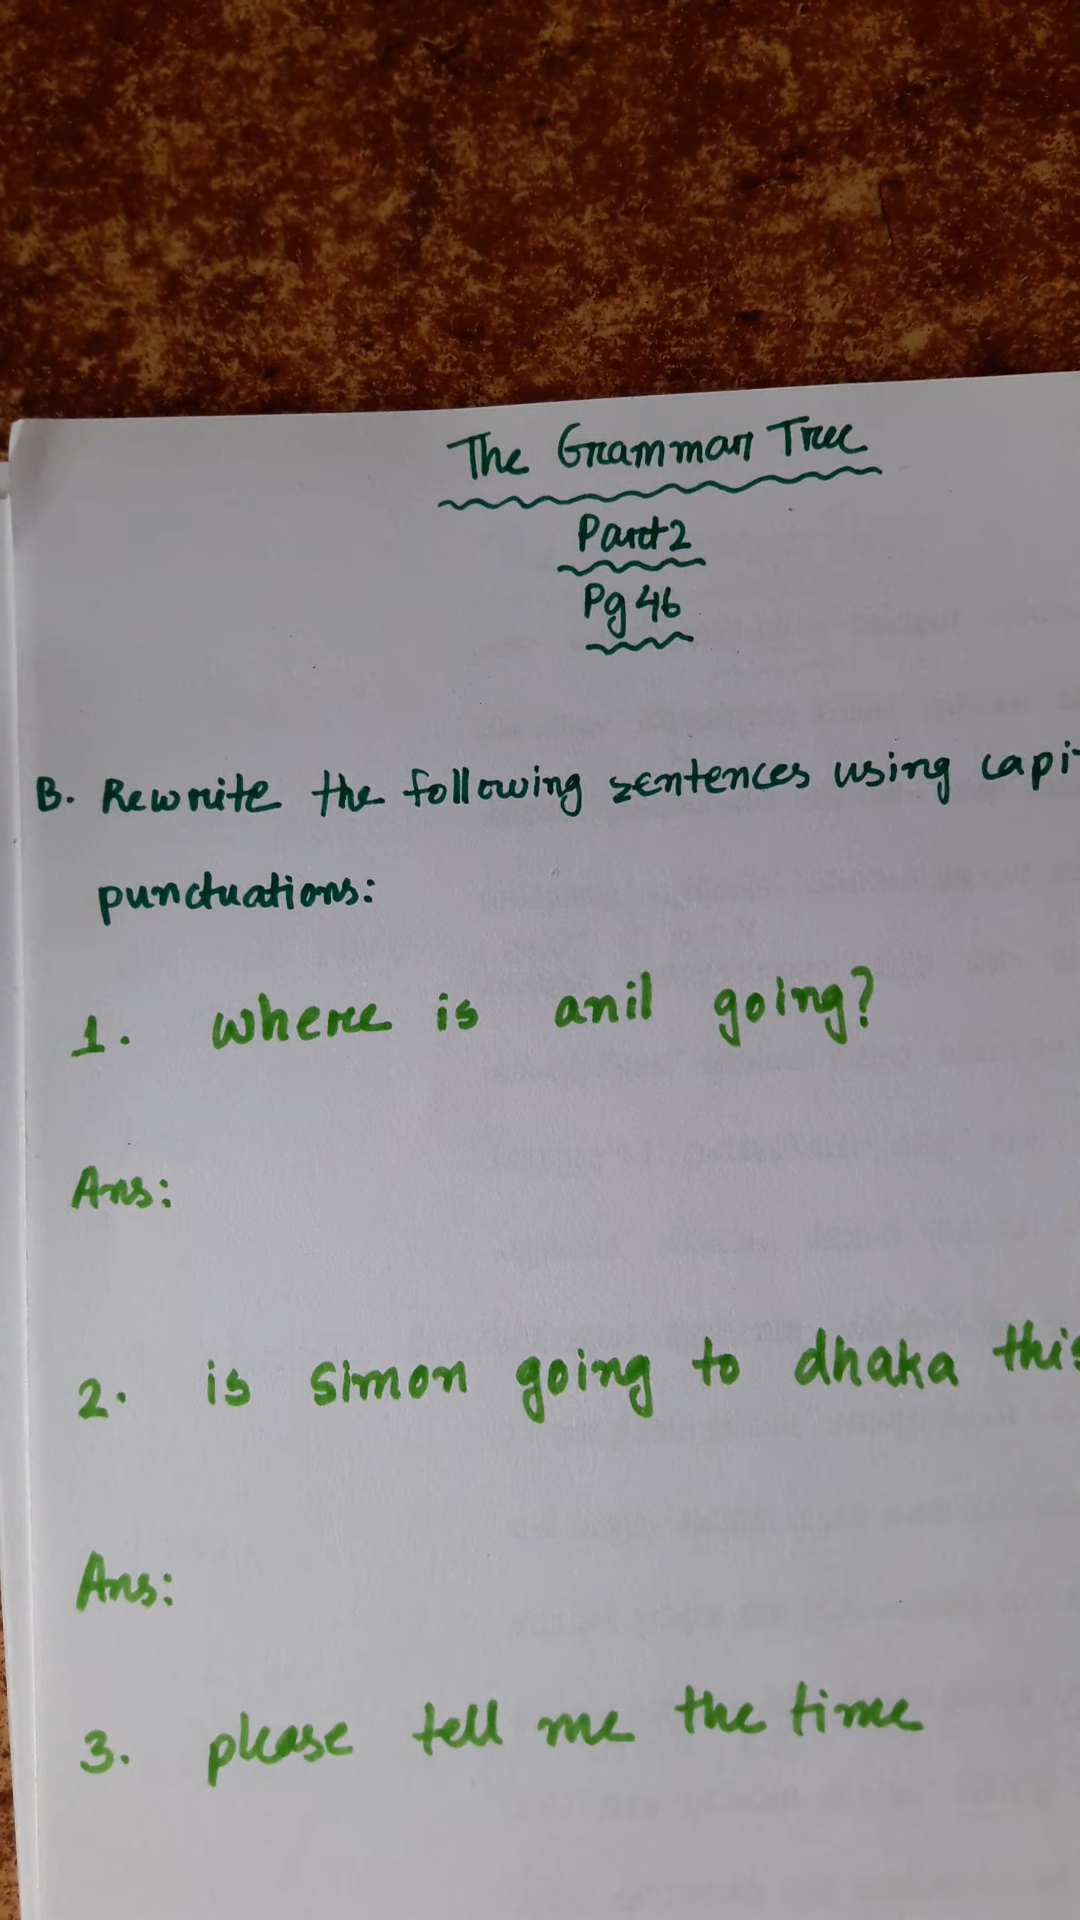 The Grammar Tree
Part 2
Pg 46
B. Rewrite the following sentences using capi
punctuations:
1. where is anil going?
Ans:
2. is simon going to dhaka this
Ans:
3. please tell me the time